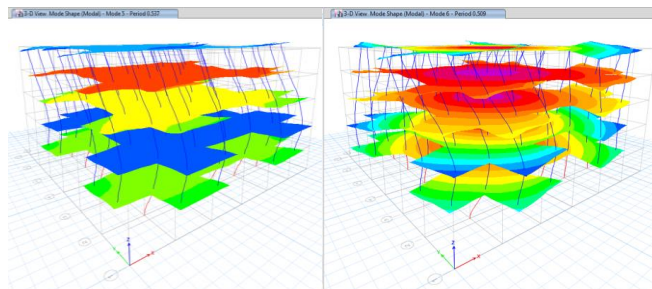 3-D View Mode Shape (Modal) - Mode 5 - Period 0.537
3-D View Mode Shape (Modal) - Mode 6 - Period 0.509
Z
X
Z
X